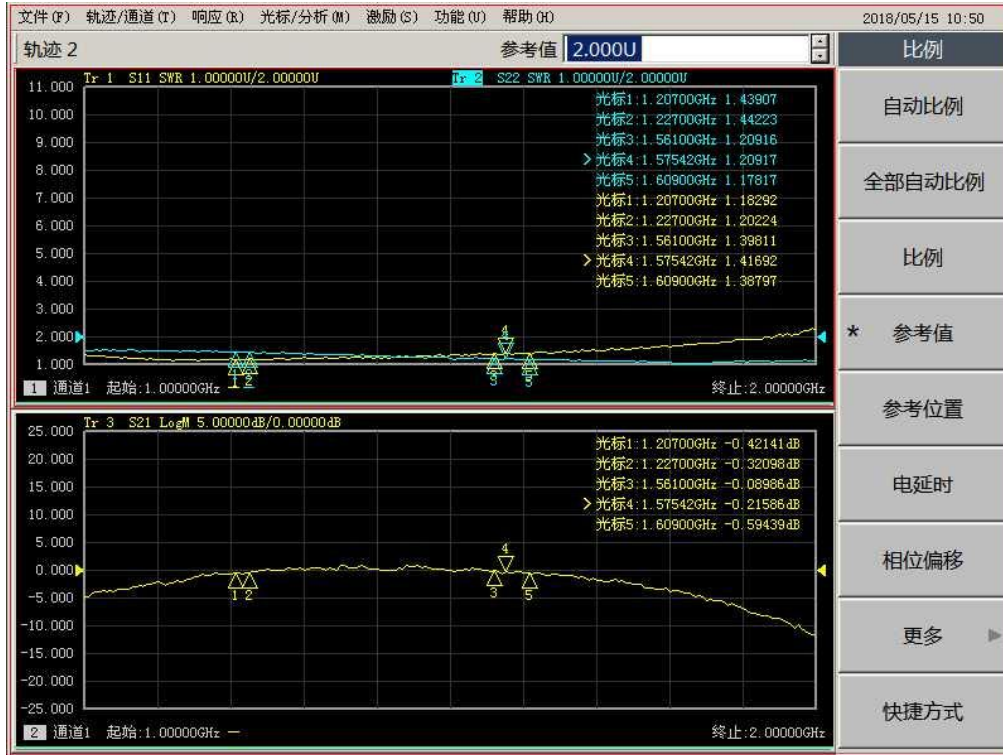 文件(F) 轨迹/通道(T) 响应(R) 光标/分析(M) 激励(S) 功能(U) 帮助(H) 2018/05/15 10:50
轨迹 2 参考值 2.000U 比例
Tr 1 S11 SWR 1.00000U/2.00000U Tr 2 S22 SWR 1.00000U/2.00000U
11.000
10.000
9.000
8.000
7.000
6.000
5.000
4.000
3.000
2.000
1.000
光标1:1.20700GHz 1.43907
光标2:1.22700GHz 1.44223
光标3:1.56100GHz 1.20916
>光标4:1.57542GHz 1.20917
光标5:1.60900GHz 1.17817
光标1:1.20700GHz 1.18292
光标2:1.22700GHz 1.20224
光标3:1.56100GHz 1.39811
>光标4:1.57542GHz 1.41692
光标5:1.60900GHz 1.38797
4
1 2 3 5
1 通道1 起始:1.00000GHz 终止:2.00000GHz
Tr 3 S21 LogM 5.00000dB/0.00000dB
25.000
20.000
15.000
10.000
5.000
0.000
-5.000
-10.000
-15.000
-20.000
-25.000
光标1:1.20700GHz -0.42141dB
光标2:1.22700GHz -0.32098dB
光标3:1.56100GHz -0.08986dB
>光标4:1.57542GHz -0.21586dB
光标5:1.60900GHz -0.59439dB
4
1 2 3 5
2 通道1 起始:1.00000GHz — 终止:2.00000GHz
自动比例
全部自动比例
比例
* 参考值
参考位置
电延时
相位偏移
更多
快捷方式